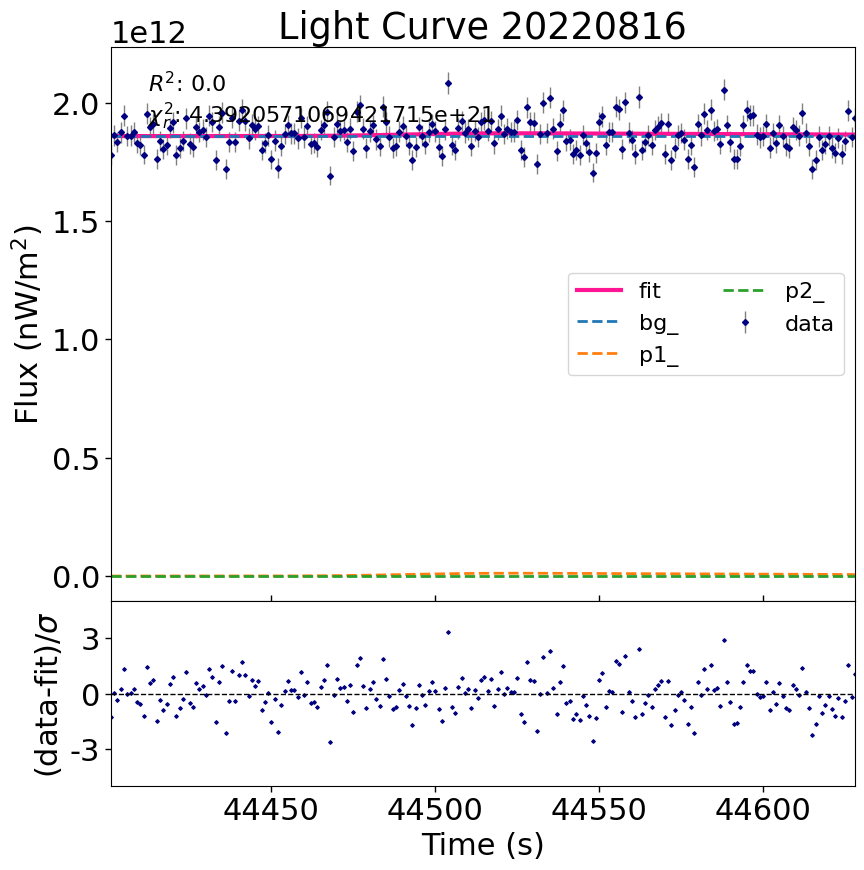 Light Curve 20220816
1e12
R²: 0.0
χ²ᵣ: 4.3920571069421715e+21
2.0
1.5
1.0
0.5
0.0
Flux (nW/m²)
fit
bg_
p1_
p2_
data
3
0
-3
(data-fit)/σ
44450 44500 44550 44600
Time (s)